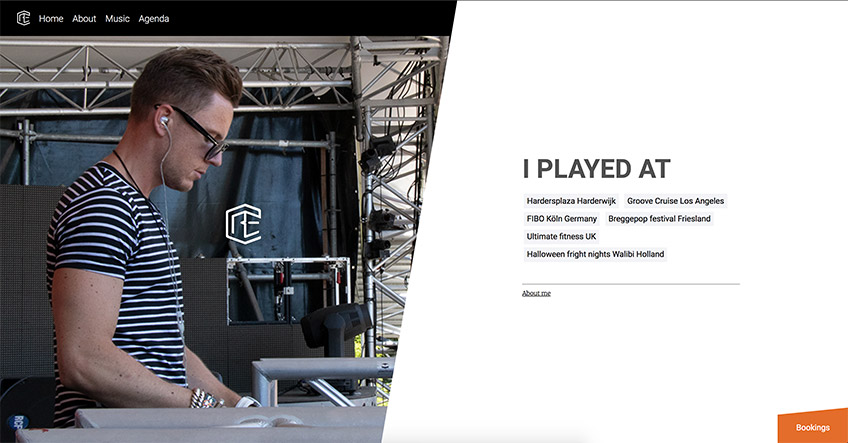 Home About Music Agenda
I PLAYED AT
Hardersplaza Harderwijk Groove Cruise Los Angeles
FIBO Köln Germany Breggepop festival Friesland
Ultimate fitness UK
Halloween fright nights Walibi Holland
About me
RCF
Bookings